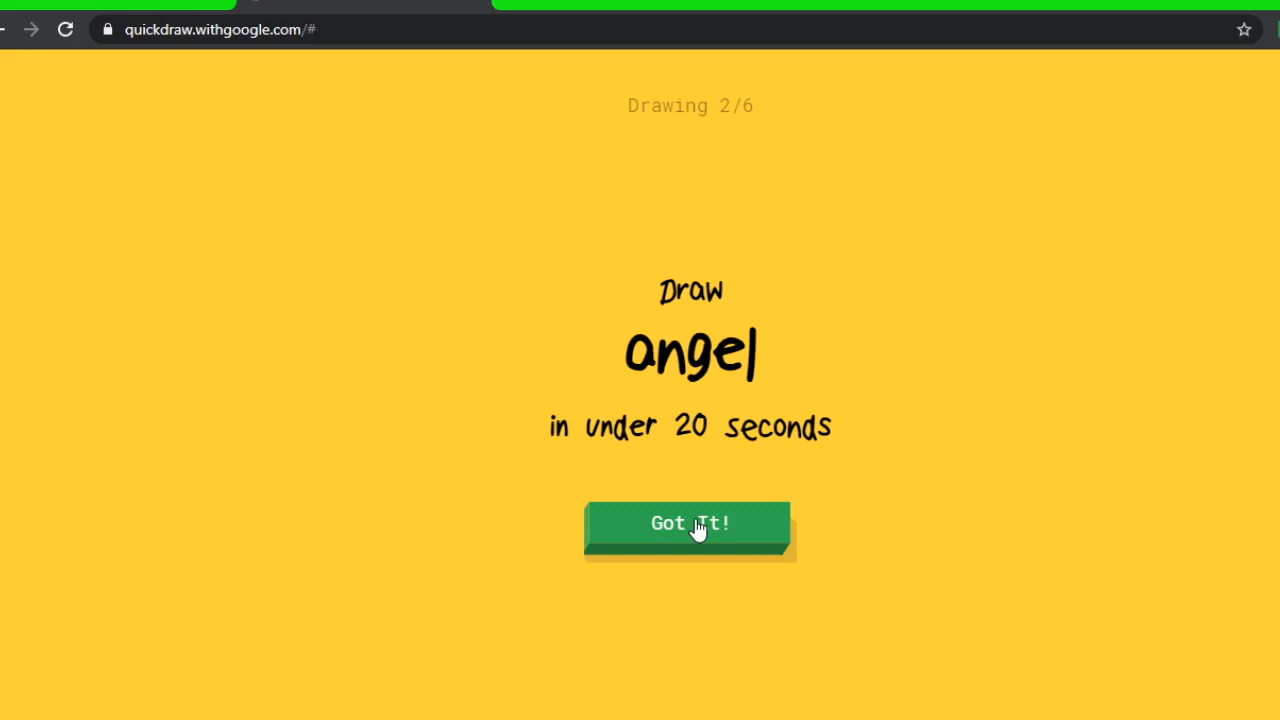 quickdraw.withgoogle.com/#
Drawing 2/6
Draw
angel
in under 20 seconds
Got It!